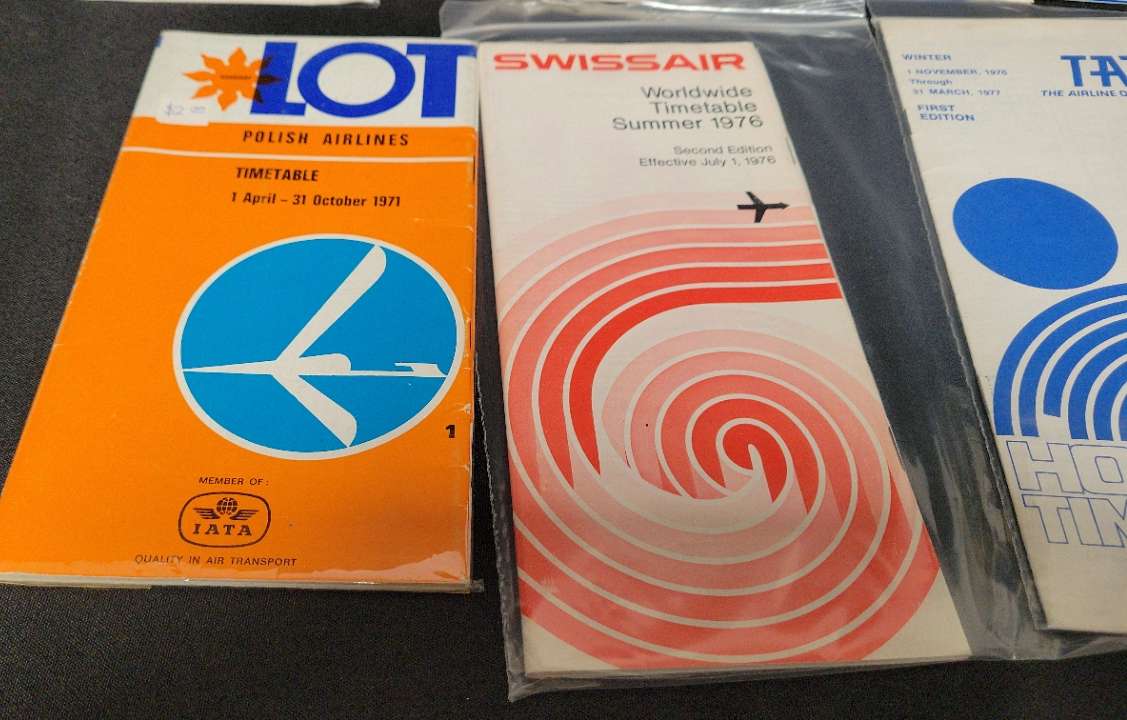 LOT
$2.00
POLISH AIRLINES
TIMETABLE
1 April – 31 October 1971
1
MEMBER OF:
IATA
QUALITY IN AIR TRANSPORT
SWISSAIR
Worldwide
Timetable
Summer 1976
Second Edition
Effective July 1, 1976
WINTER
1 NOVEMBER, 1976
Through
31 MARCH, 1977
FIRST
EDITION
THE AIRLINE